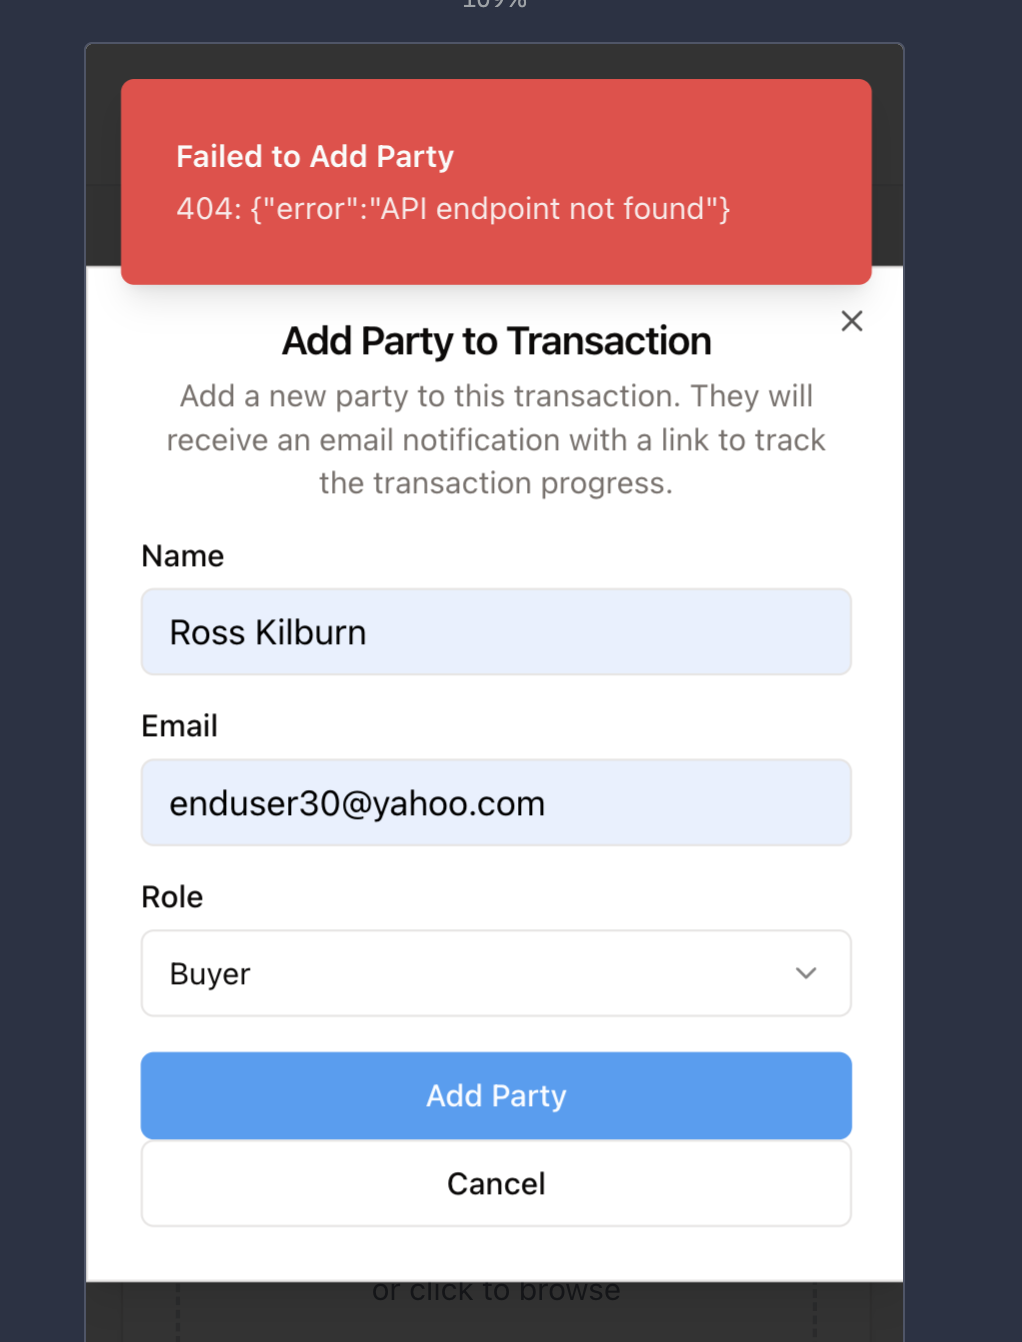 109%
Failed to Add Party
404: {"error":"API endpoint not found"}
Add Party to Transaction
Add a new party to this transaction. They will
receive an email notification with a link to track
the transaction progress.
Name
Ross Kilburn
Email
enduser30@yahoo.com
Role
Buyer
Add Party
Cancel
or click to browse